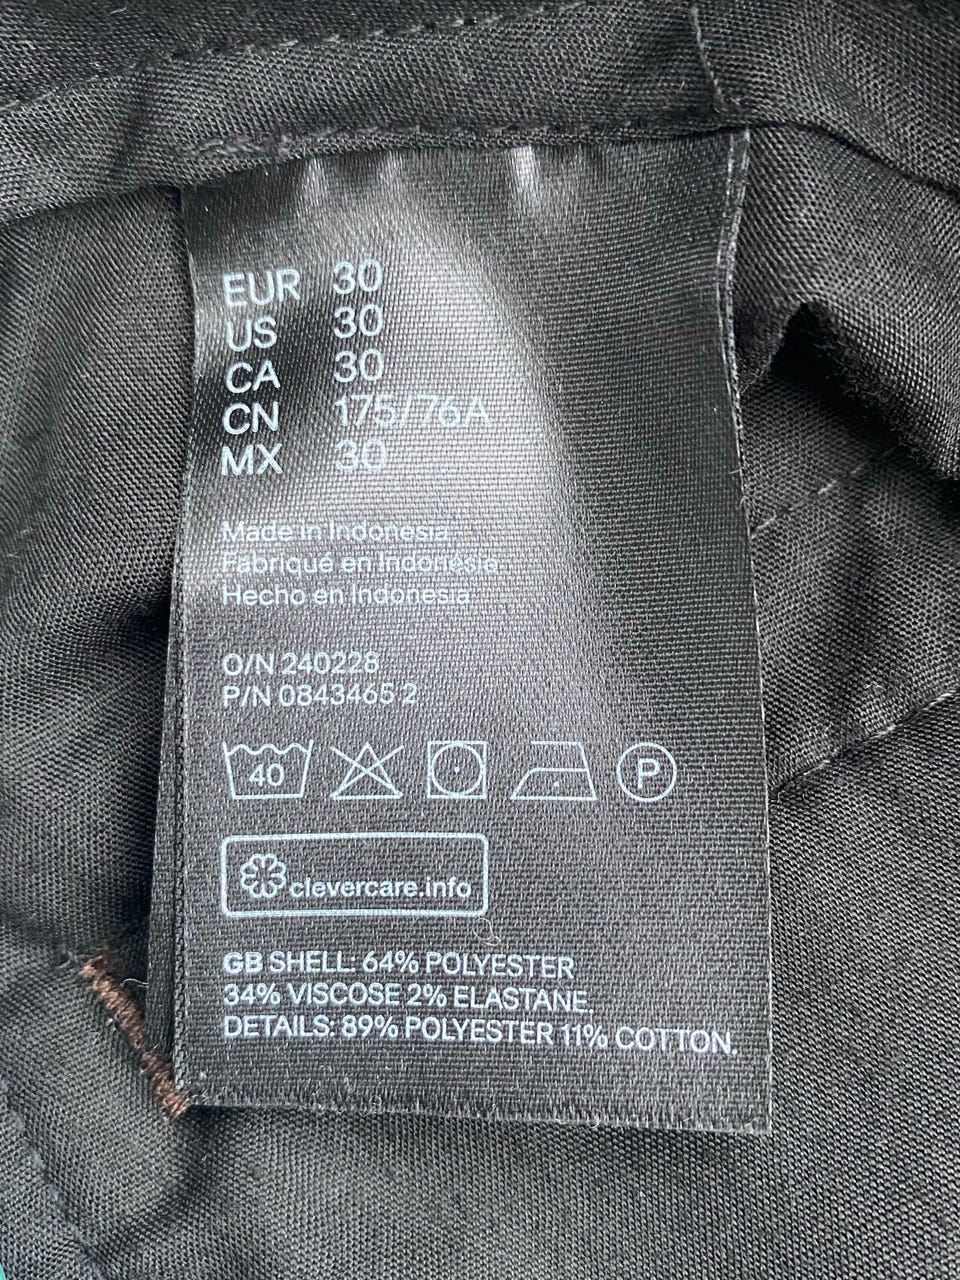 EUR 30
US 30
CA 30
CN 175/76A
MX 30
Made in Indonesia
Fabriqué en Indonésie
Hecho en Indonesia
O/N 240228
P/N 0843465 2
40 P
clevercare.info
GB SHELL: 64% POLYESTER
34% VISCOSE 2% ELASTANE
DETAILS: 89% POLYESTER 11% COTTON.